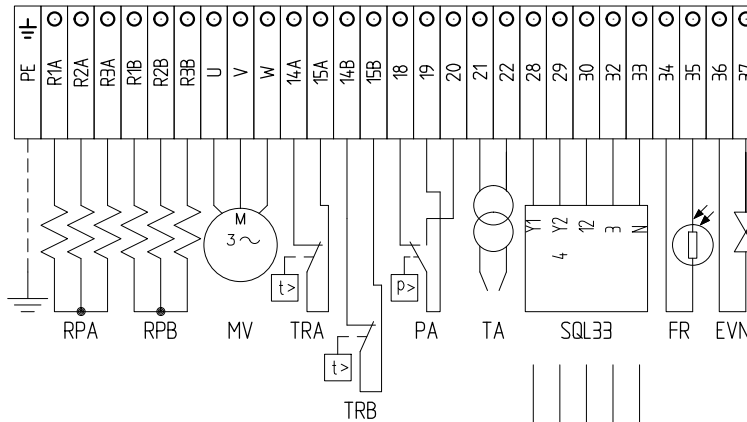 PE R1A R2A R3A R1B R2B R3B U V W 14A 15A 14B 15B 18 19 20 21 22 28 29 30 32 33 34 35 36 37
M
3~
t>
p>
Y1 Y2 12 3 N
4
RPA RPB MV TRA PA TA SQL33 FR EVN
t>
TRB